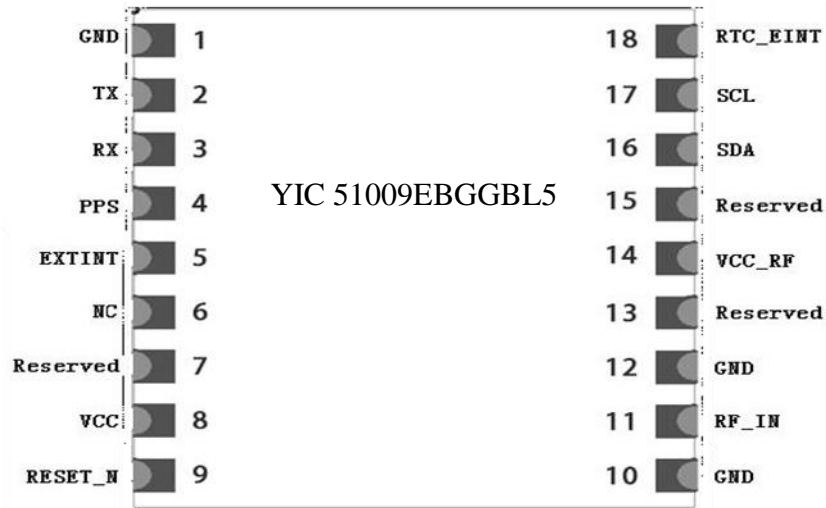 GND 1 18 RTC_EINT
TX 2 17 SCL
RX 3 16 SDA
PPS 4 YIC 51009EBGGBL5 15 Reserved
EXTINT 5 14 VCC_RF
NC 6 13 Reserved
Reserved 7 12 GND
VCC 8 11 RF_IN
RESET_N 9 10 GND